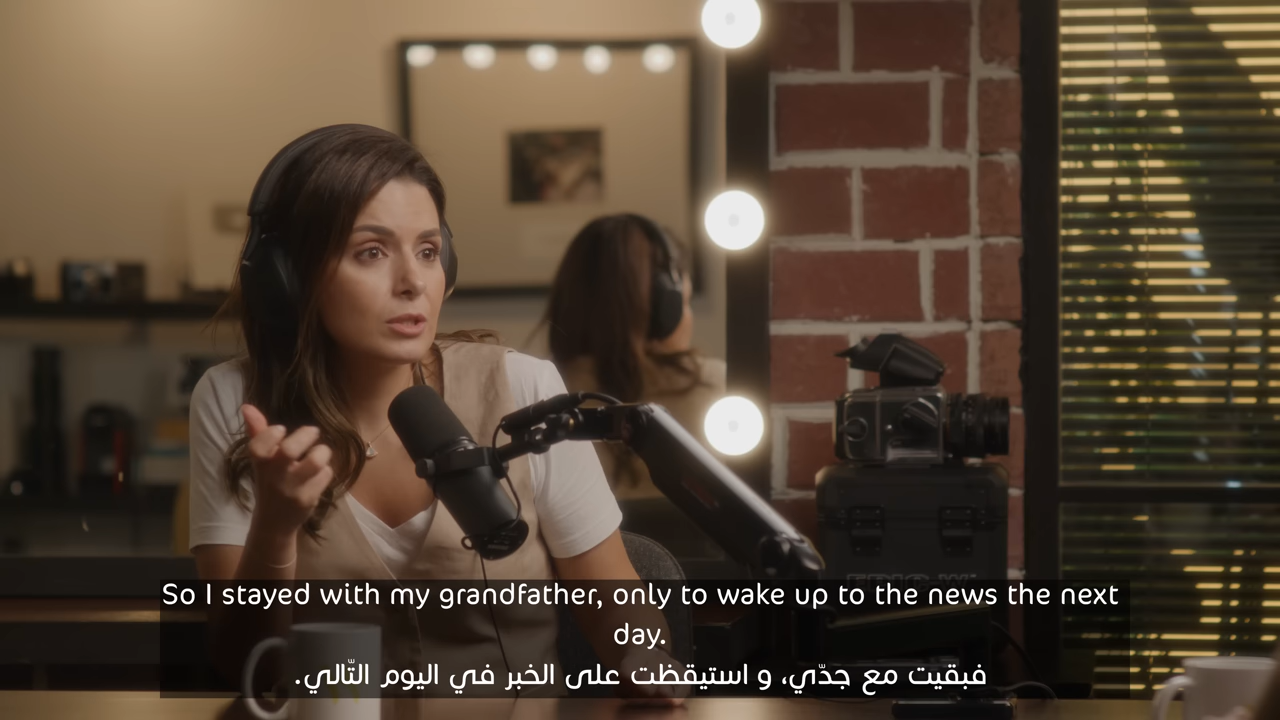 So I stayed with my grandfather, only to wake up to the news the next
day.
فبقيت مع جدّي، و استيقظت على الخبر في اليوم التّالي.